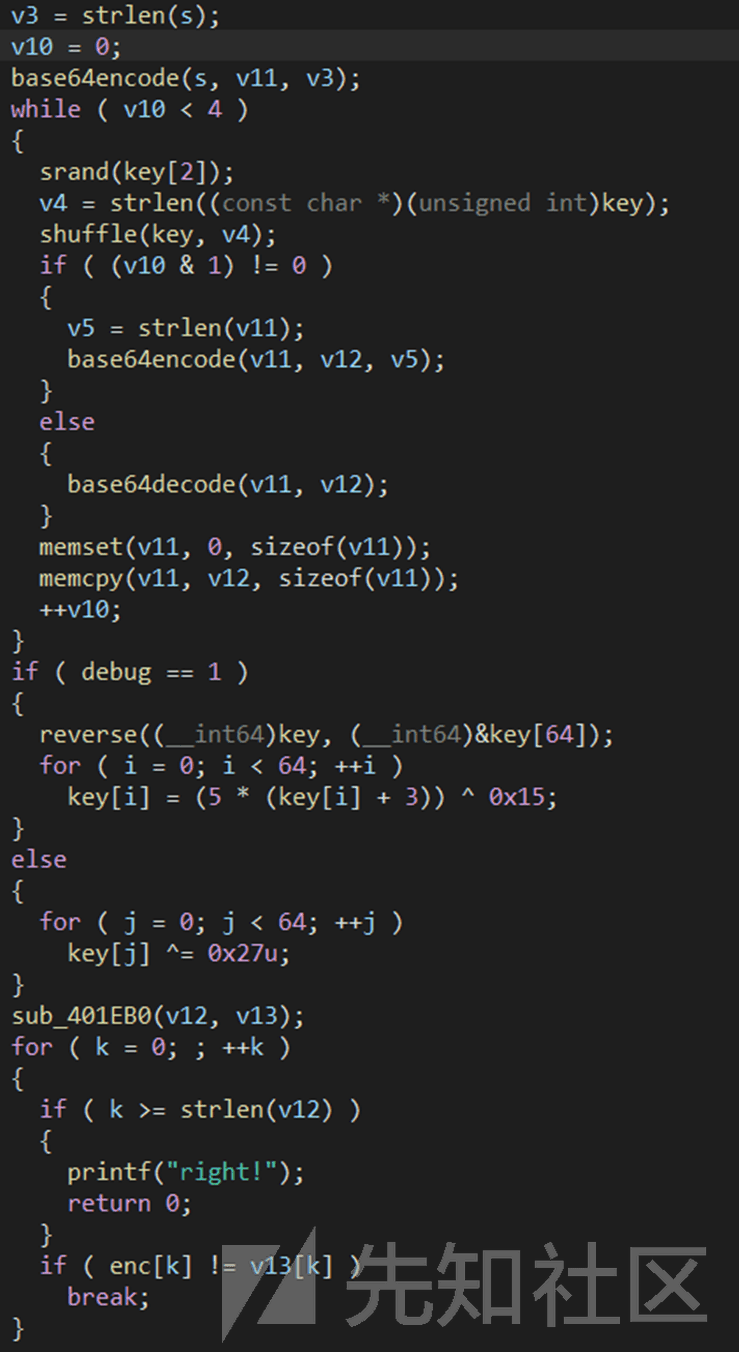 v3 = strlen(s);
v10 = 0;
base64encode(s, v11, v3);
while ( v10 < 4 )
{
  srand(key[2]);
  v4 = strlen((const char *)(unsigned int)key);
  shuffle(key, v4);
  if ( (v10 & 1) != 0 )
  {
    v5 = strlen(v11);
    base64encode(v11, v12, v5);
  }
  else
  {
    base64decode(v11, v12);
  }
  memset(v11, 0, sizeof(v11));
  memcpy(v11, v12, sizeof(v11));
  ++v10;
}
if ( debug == 1 )
{
  reverse((__int64)key, (__int64)&key[64]);
  for ( i = 0; i < 64; ++i )
    key[i] = (5 * (key[i] + 3)) ^ 0x15;
}
else
{
  for ( j = 0; j < 64; ++j )
    key[j] ^= 0x27u;
}
sub_401EB0(v12, v13);
for ( k = 0; ; ++k )
{
  if ( k >= strlen(v12) )
  {
    printf("right!");
    return 0;
  }
  if ( enc[k] != v13[k] )
    break;
}
先知社区